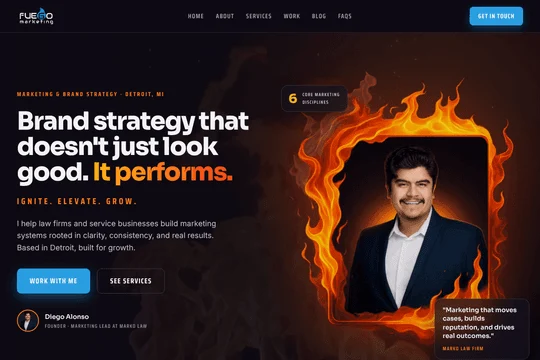 FUEGO
marketing
HOME ABOUT SERVICES WORK BLOG FAQS
GET IN TOUCH
MARKETING & BRAND STRATEGY · DETROIT, MI
Brand strategy that
doesn't just look
good. It performs.
IGNITE. ELEVATE. GROW.
I help law firms and service businesses build marketing
systems rooted in clarity, consistency, and real results.
Based in Detroit, built for growth.
WORK WITH ME
SEE SERVICES
Diego Alonso
FOUNDER · MARKETING LEAD AT MARKO LAW
6
CORE MARKETING
DISCIPLINES
"Marketing that moves
cases, builds
reputation, and drives
real outcomes."
MARKO LAW FIRM